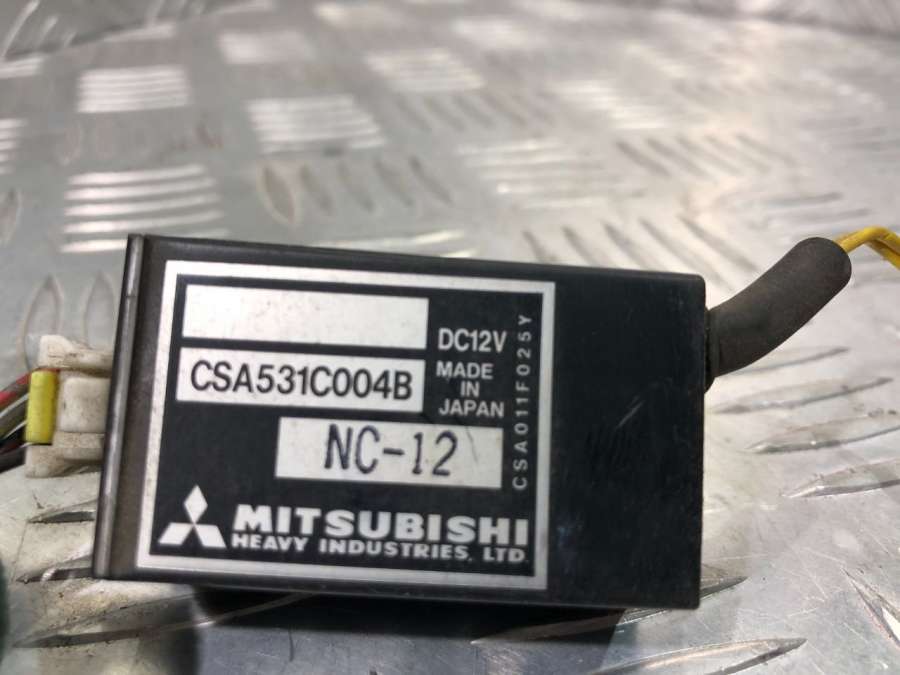 DC12V
CSA531C004B
MADE
IN
JAPAN
NC-12
CSA011F025Y
MITSUBISHI
HEAVY INDUSTRIES, LTD.